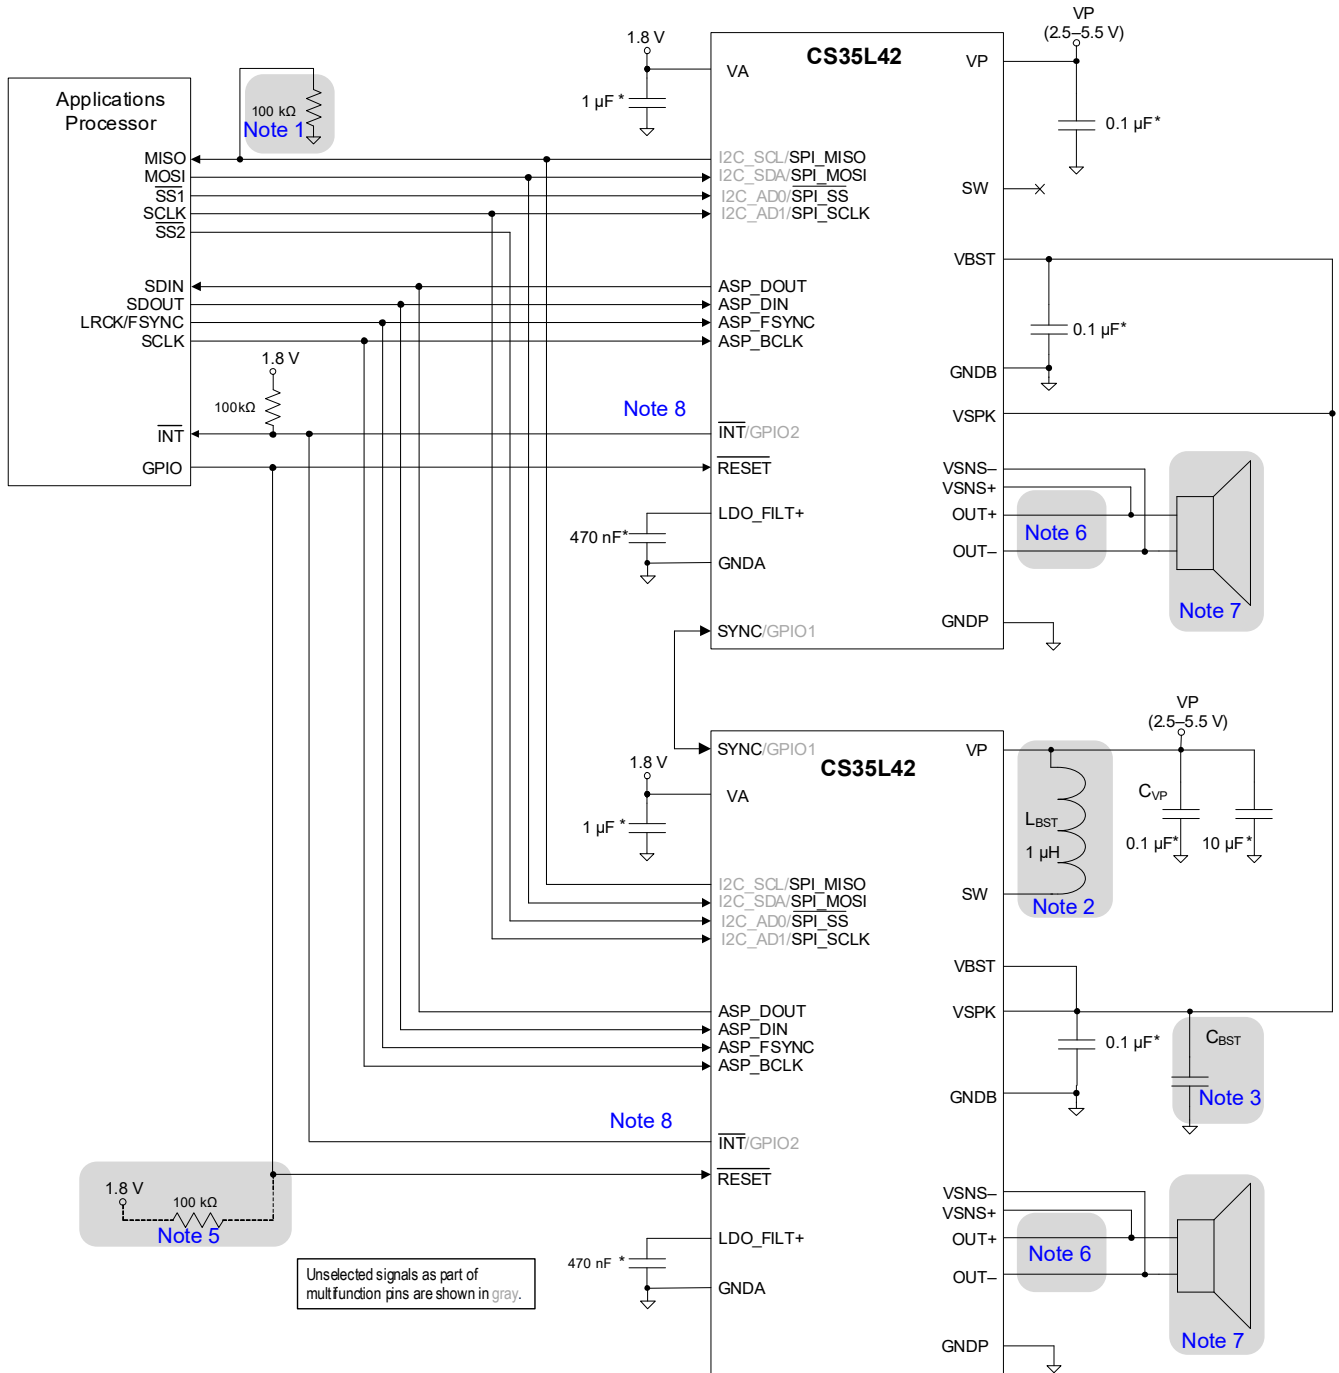 VP
(2.5–5.5 V)
1.8 V
CS35L42
VP
VA
1 µF *
0.1 µF*
Applications
Processor
100 kΩ
Note 1
MISO
MOSI
SS1
SCLK
SS2
I2C_SCL/SPI_MISO
I2C_SDA/SPI_MOSI
I2C_AD0/SPI_SS
I2C_AD1/SPI_SCLK
SW
VBST
SDIN
SDOUT
LRCK/FSYNC
SCLK
ASP_DOUT
ASP_DIN
ASP_FSYNC
ASP_BCLK
0.1 µF*
GNDB
1.8 V
100kΩ
Note 8
VSPK
INT
INT/GPIO2
GPIO
RESET
VSNS–
VSNS+
OUT+
Note 6
OUT–
Note 7
LDO_FILT+
470 nF*
GNDA
GNDP
SYNC/GPIO1
VP
(2.5–5.5 V)
SYNC/GPIO1
CS35L42
VP
1.8 V
VA
1 µF *
LBST
1 µH
CVP
0.1 µF*
10 µF*
SW
Note 2
I2C_SCL/SPI_MISO
I2C_SDA/SPI_MOSI
I2C_AD0/SPI_SS
I2C_AD1/SPI_SCLK
VBST
VSPK
ASP_DOUT
ASP_DIN
ASP_FSYNC
ASP_BCLK
0.1 µF*
CBST
Note 3
GNDB
Note 8
INT/GPIO2
RESET
1.8 V
100 kΩ
Note 5
VSNS–
VSNS+
OUT+
Note 6
OUT–
Note 7
LDO_FILT+
470 nF *
GNDA
GNDP
Unselected signals as part of
multifunction pins are shown in gray.